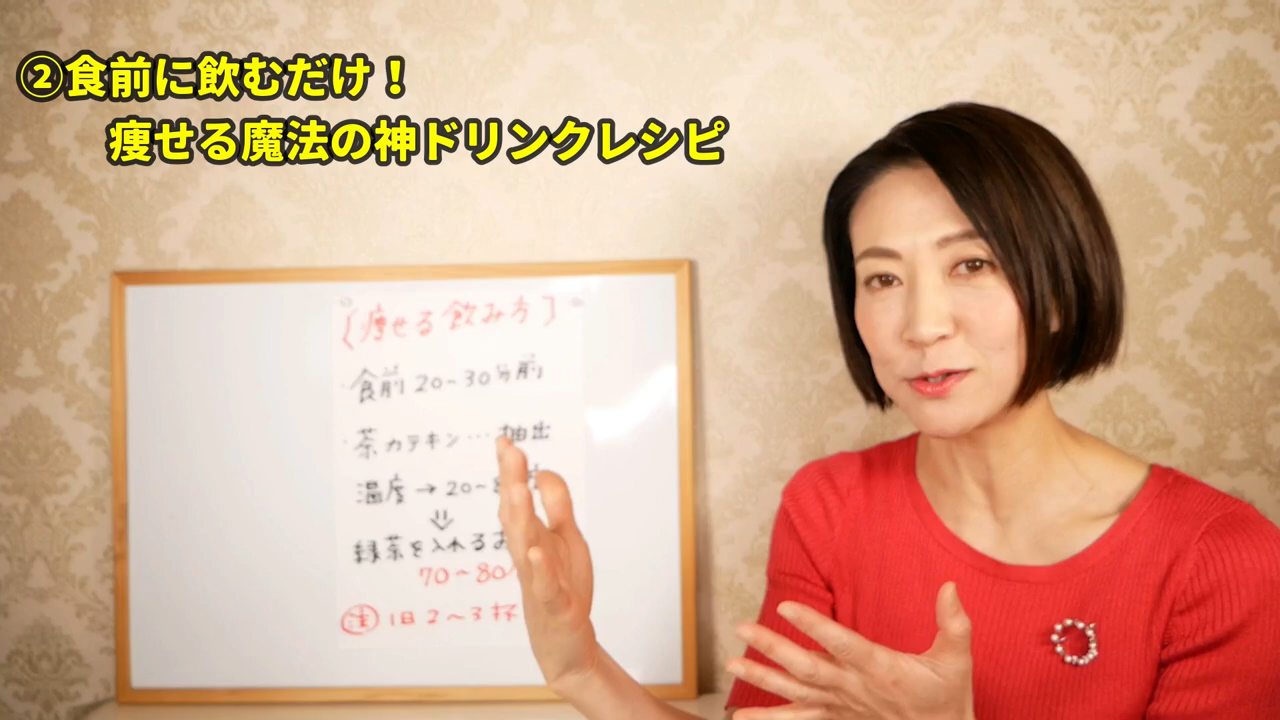 ②食前に飲むだけ！
痩せる魔法の神ドリンクレシピ
[痩せる飲み方]
・食前20~30分前
・茶カテキン…抽出
温度→20~8
⇓
緑茶を入れるお
70~80
注 1日2~3杯